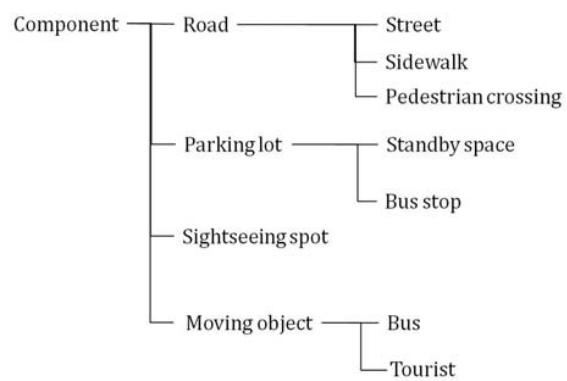 Component
Road
Street
Sidewalk
Pedestrian crossing
Parking lot
Standby space
Bus stop
Sightseeing spot
Moving object
Bus
Tourist